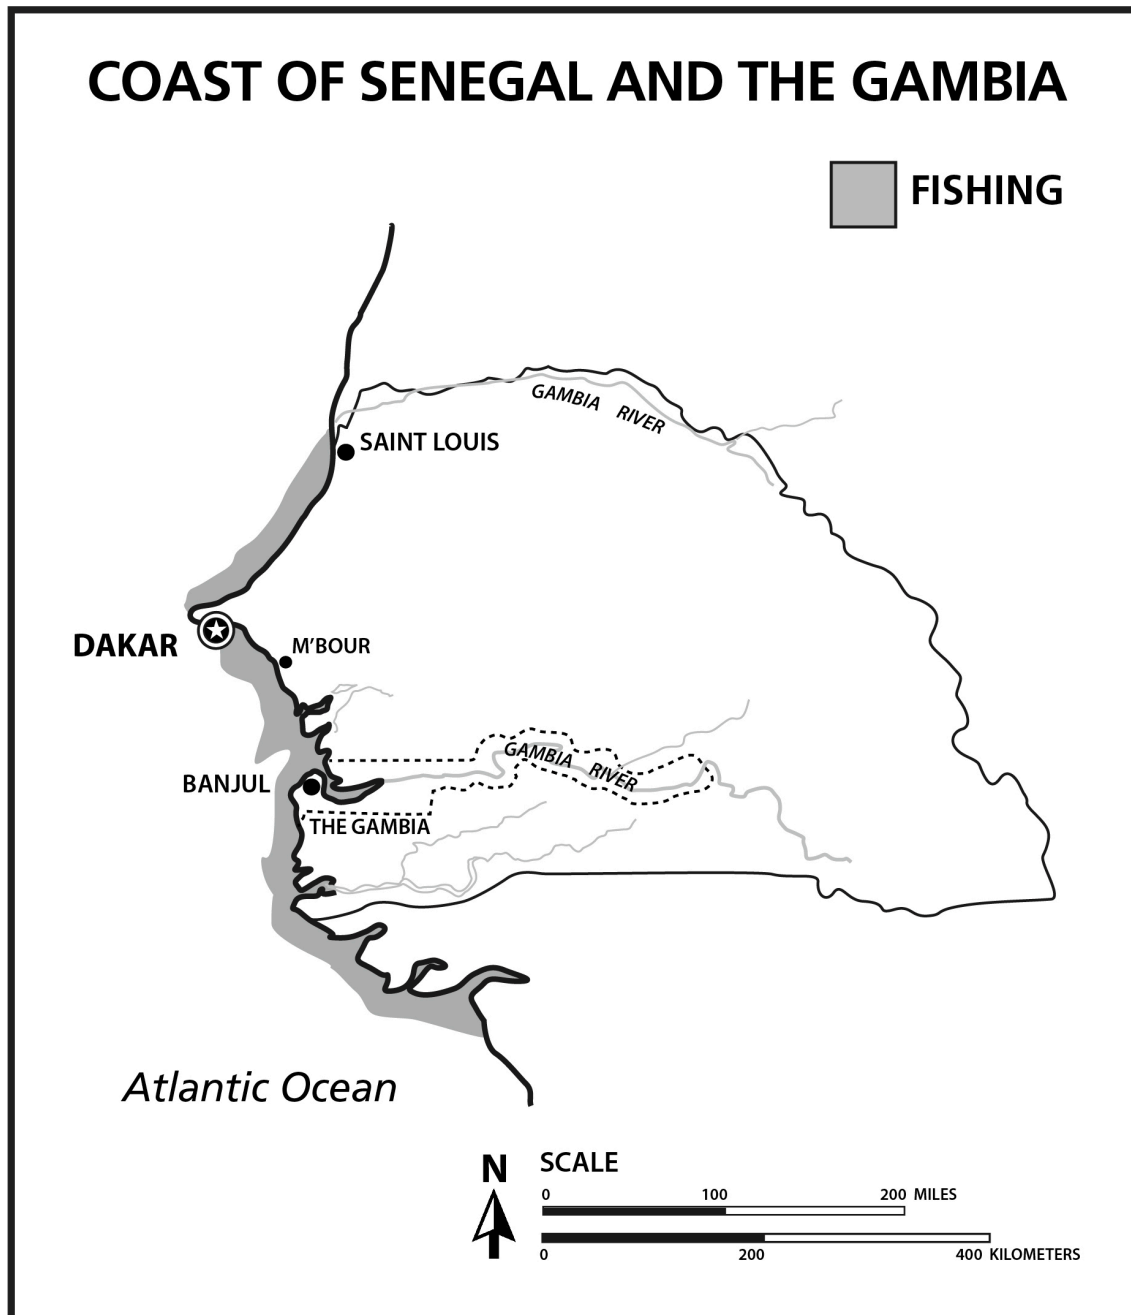 COAST OF SENEGAL AND THE GAMBIA
FISHING
GAMBIA RIVER
SAINT LOUIS
DAKAR
M’BOUR
GAMBIA RIVER
BANJUL
THE GAMBIA
Atlantic Ocean
N
SCALE
0 100 200 MILES
0 200 400 KILOMETERS